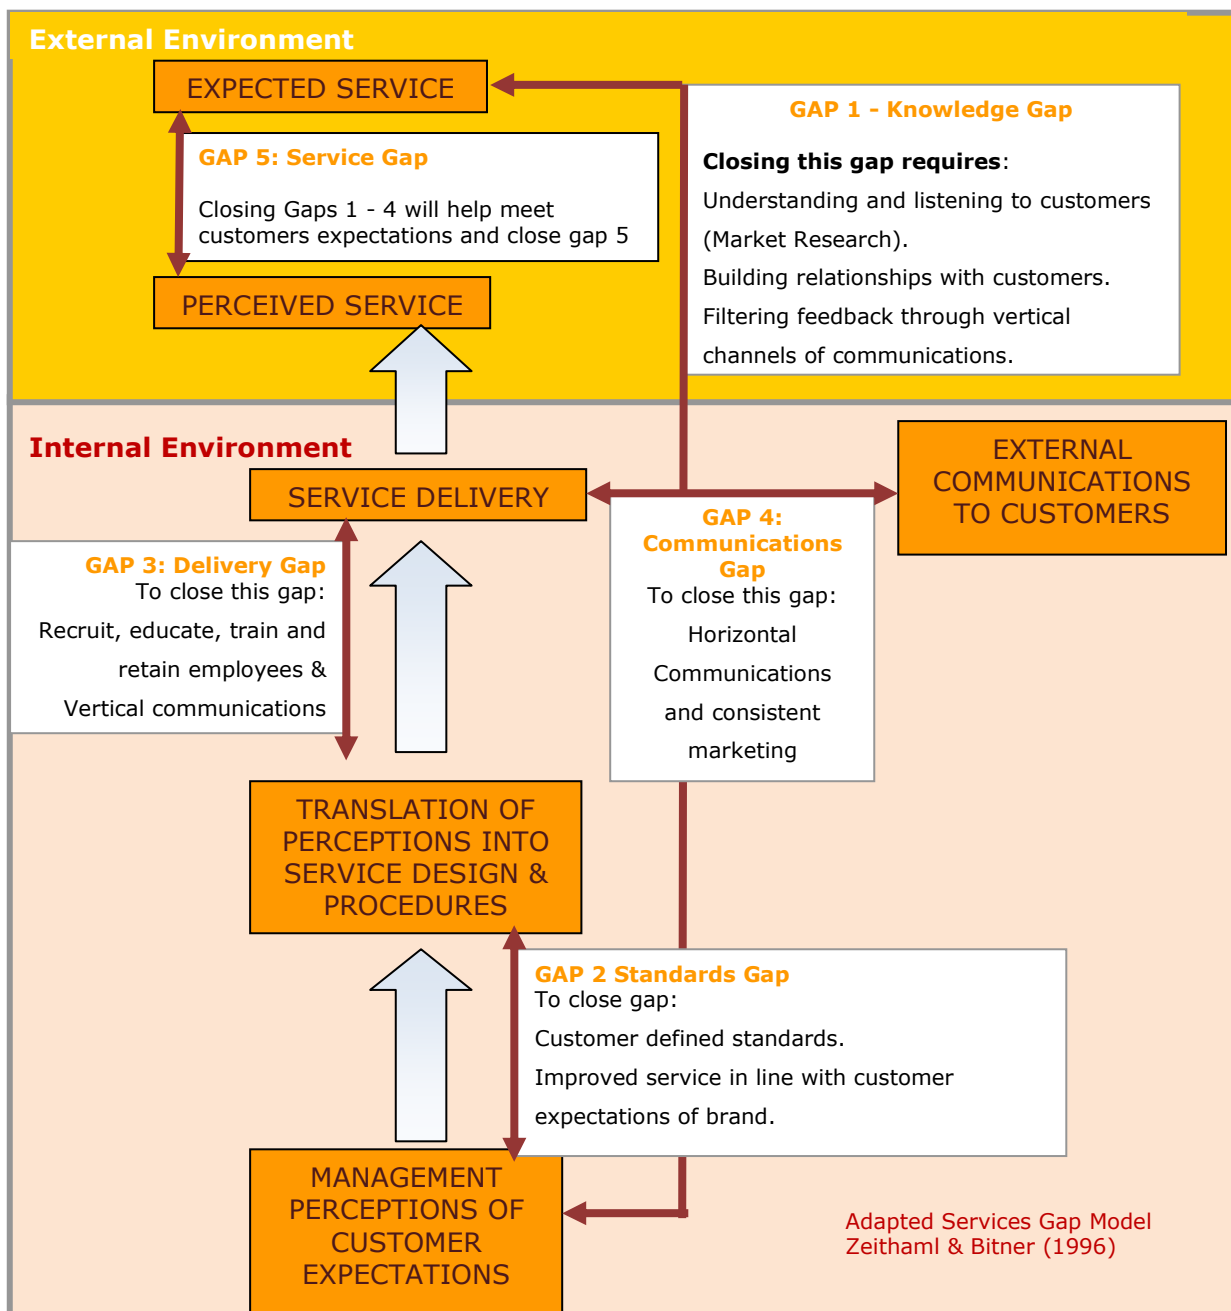 External Environment
EXPECTED SERVICE
GAP 1 - Knowledge Gap
Closing this gap requires:
Understanding and listening to customers
(Market Research).
Building relationships with customers.
Filtering feedback through vertical
channels of communications.
GAP 5: Service Gap
Closing Gaps 1 - 4 will help meet
customers expectations and close gap 5
PERCEIVED SERVICE
Internal Environment
SERVICE DELIVERY
EXTERNAL
COMMUNICATIONS
TO CUSTOMERS
GAP 4:
Communications
Gap
To close this gap:
Horizontal
Communications
and consistent
marketing
GAP 3: Delivery Gap
To close this gap:
Recruit, educate, train and
retain employees &
Vertical communications
TRANSLATION OF
PERCEPTIONS INTO
SERVICE DESIGN &
PROCEDURES
GAP 2 Standards Gap
To close gap:
Customer defined standards.
Improved service in line with customer
expectations of brand.
MANAGEMENT
PERCEPTIONS OF
CUSTOMER
EXPECTATIONS
Adapted Services Gap Model
Zeithaml & Bitner (1996)